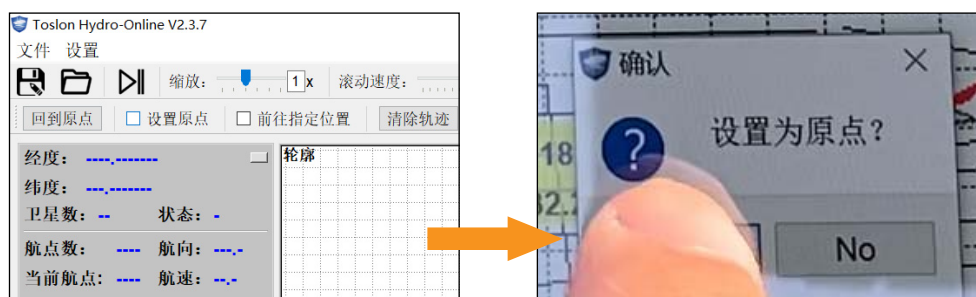 Toslon Hydro-Online V2.3.7
文件 设置
缩放： 1 x 滚动速度：
回到原点 设置原点 前往指定位置 清除轨迹
经度： ----.-------
纬度： ---.-------
卫星数： -- 状态： -
航点数： ---- 航向： ---.-
当前航点： ---- 航速： --.-
轮廓
确认
设置为原点？
18
No